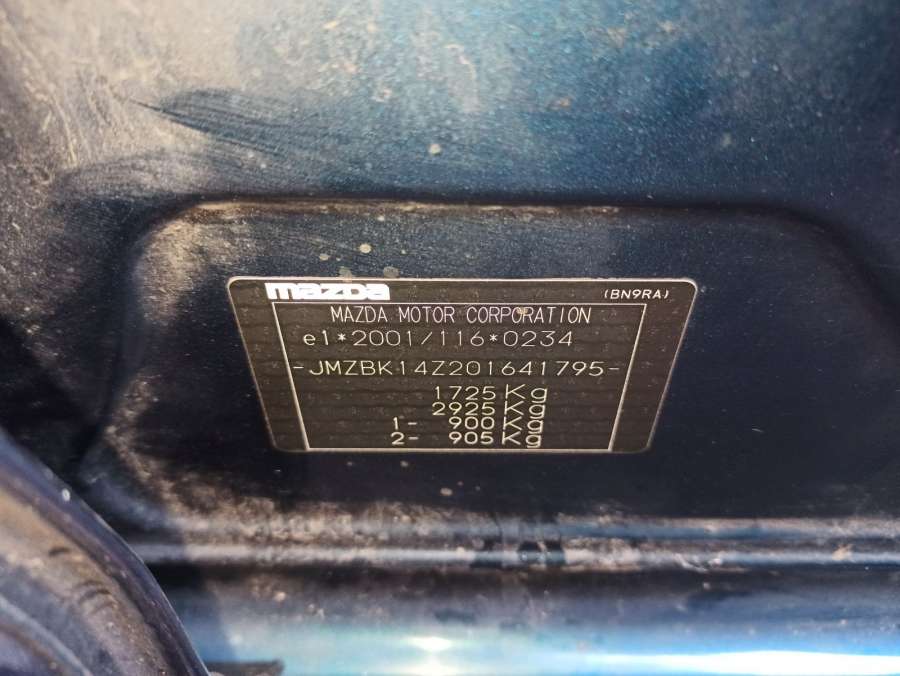 mazda
(BN9RA)
MAZDA MOTOR CORPORATION
e1*2001/116*0234
-JMZBK14Z201641795-
1725 Kg
2925 Kg
1- 900 Kg
2- 905 Kg